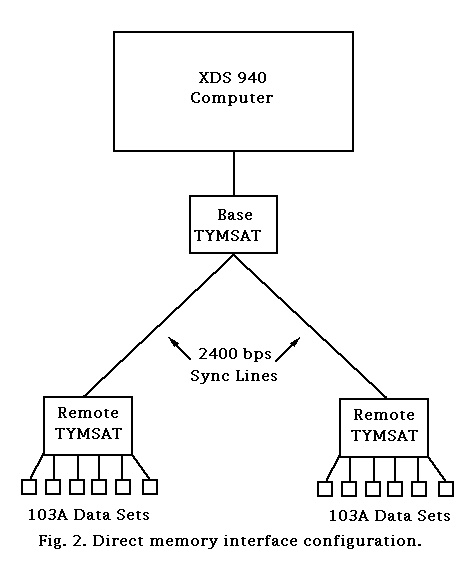 XDS 940
Computer
Base
TYMSAT
2400 bps
Sync Lines
Remote
TYMSAT
Remote
TYMSAT
103A Data Sets
103A Data Sets
Fig. 2. Direct memory interface configuration.